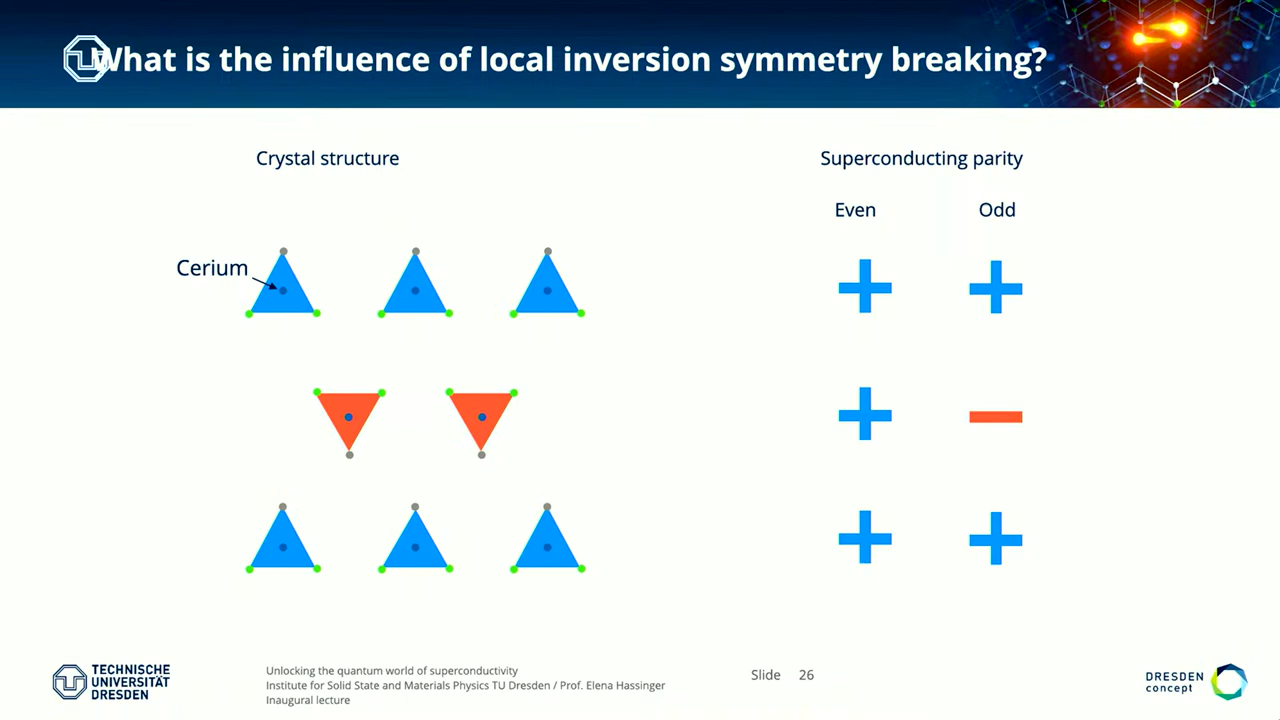 What is the influence of local inversion symmetry breaking?
Crystal structure
Cerium
Superconducting parity
Even Odd
TECHNISCHE
UNIVERSITÄT
DRESDEN
Unlocking the quantum world of superconductivity
Institute for Solid State and Materials Physics TU Dresden / Prof. Elena Hassinger
Inaugural lecture
Slide 26
DRESDEN
concept